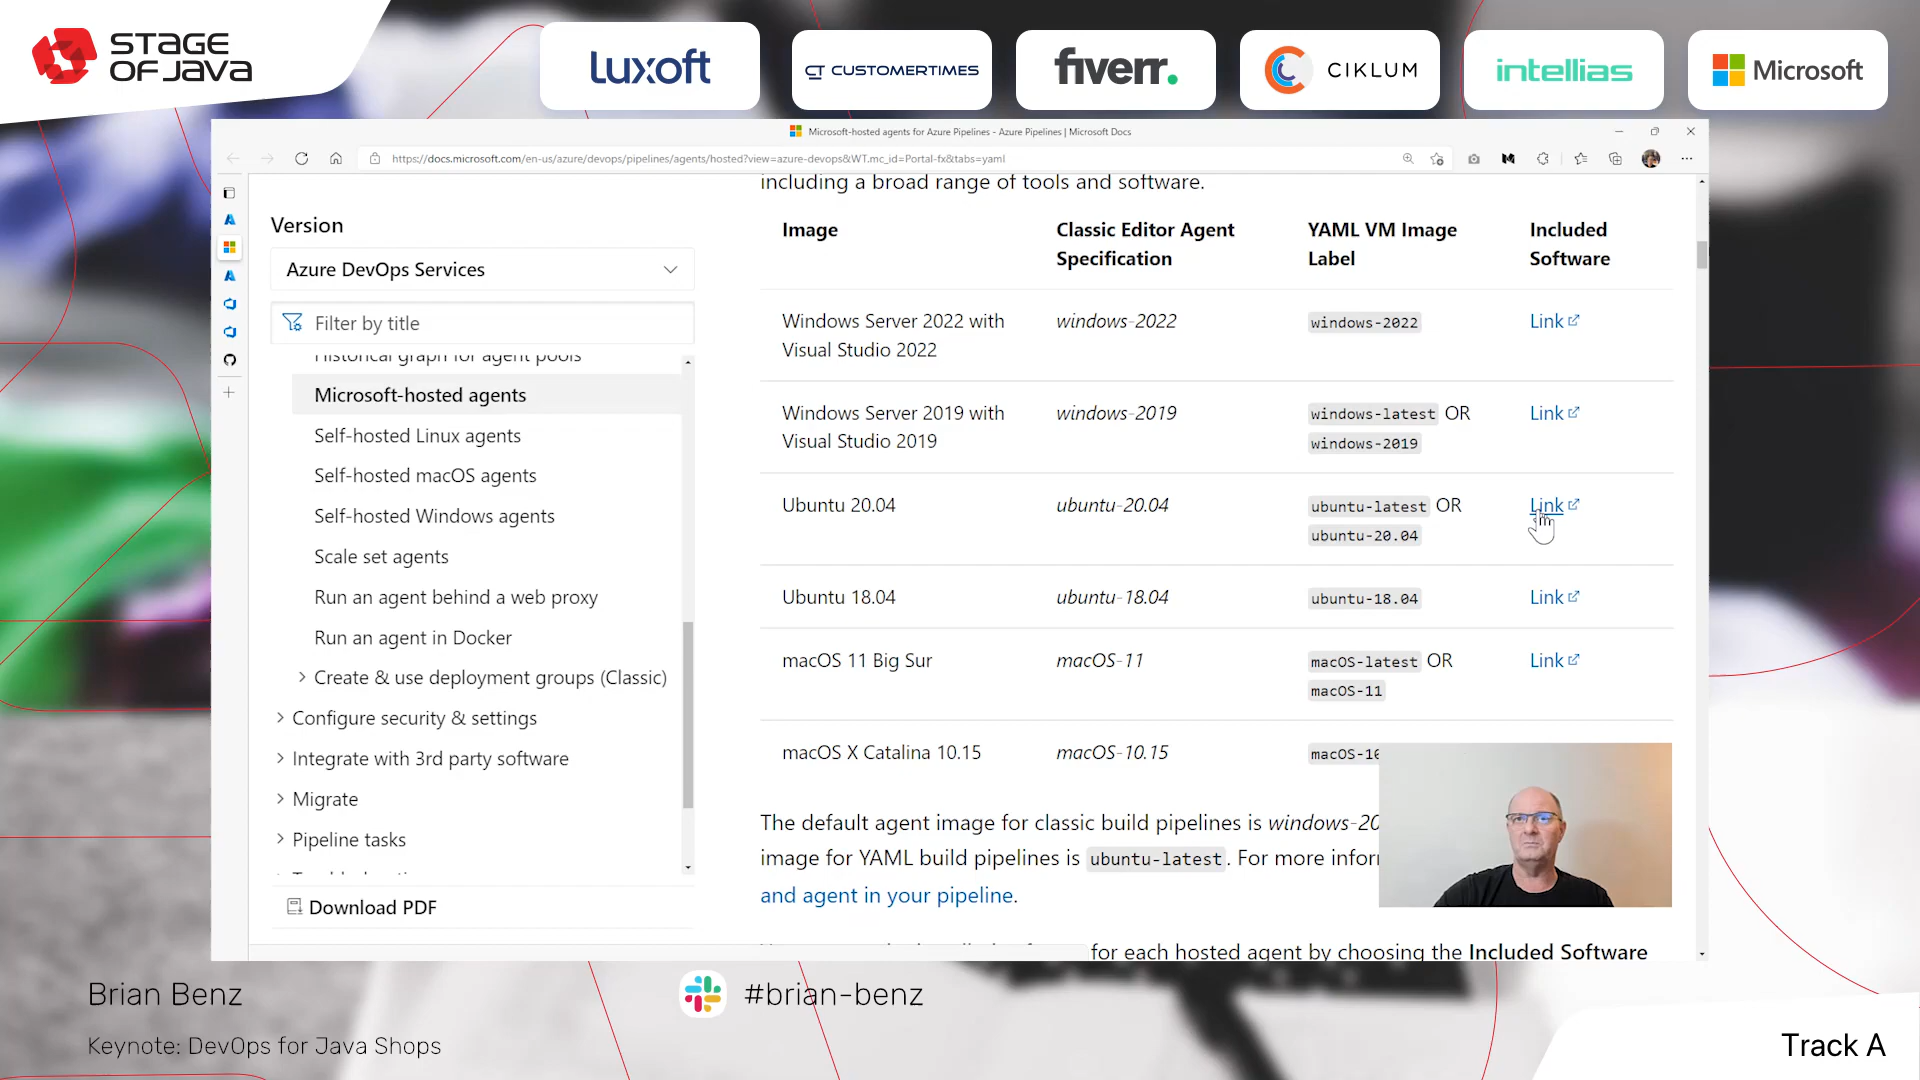 STAGE
OF JAVA
Luxoft
CT CUSTOMERTIMES
fiverr.
CIKLUM
intellias
Microsoft
Microsoft-hosted agents for Azure Pipelines - Azure Pipelines | Microsoft Docs
https://docs.microsoft.com/en-us/azure/devops/pipelines/agents/hosted?view=azure-devops&WT.mc_id=Portal-fx&tabs=yaml
Version
Azure DevOps Services
Filter by title
Historical graph for agent pools
Microsoft-hosted agents
Self-hosted Linux agents
Self-hosted macOS agents
Self-hosted Windows agents
Scale set agents
Run an agent behind a web proxy
Run an agent in Docker
Create & use deployment groups (Classic)
Configure security & settings
Integrate with 3rd party software
Migrate
Pipeline tasks
Download PDF
including a broad range of tools and software.
Image Classic Editor Agent Specification YAML VM Image Label Included Software
Windows Server 2022 with Visual Studio 2022 windows-2022 windows-2022 Link
Windows Server 2019 with Visual Studio 2019 windows-2019 windows-latest OR windows-2019 Link
Ubuntu 20.04 ubuntu-20.04 ubuntu-latest OR ubuntu-20.04 Link
Ubuntu 18.04 ubuntu-18.04 ubuntu-18.04 Link
macOS 11 Big Sur macOS-11 macOS-latest OR macOS-11 Link
macOS X Catalina 10.15 macOS-10.15 macOS-10
The default agent image for classic build pipelines is windows-20
image for YAML build pipelines is ubuntu-latest. For more infor
and agent in your pipeline.
for each hosted agent by choosing the Included Software
Brian Benz
#brian-benz
Keynote: DevOps for Java Shops
Track A